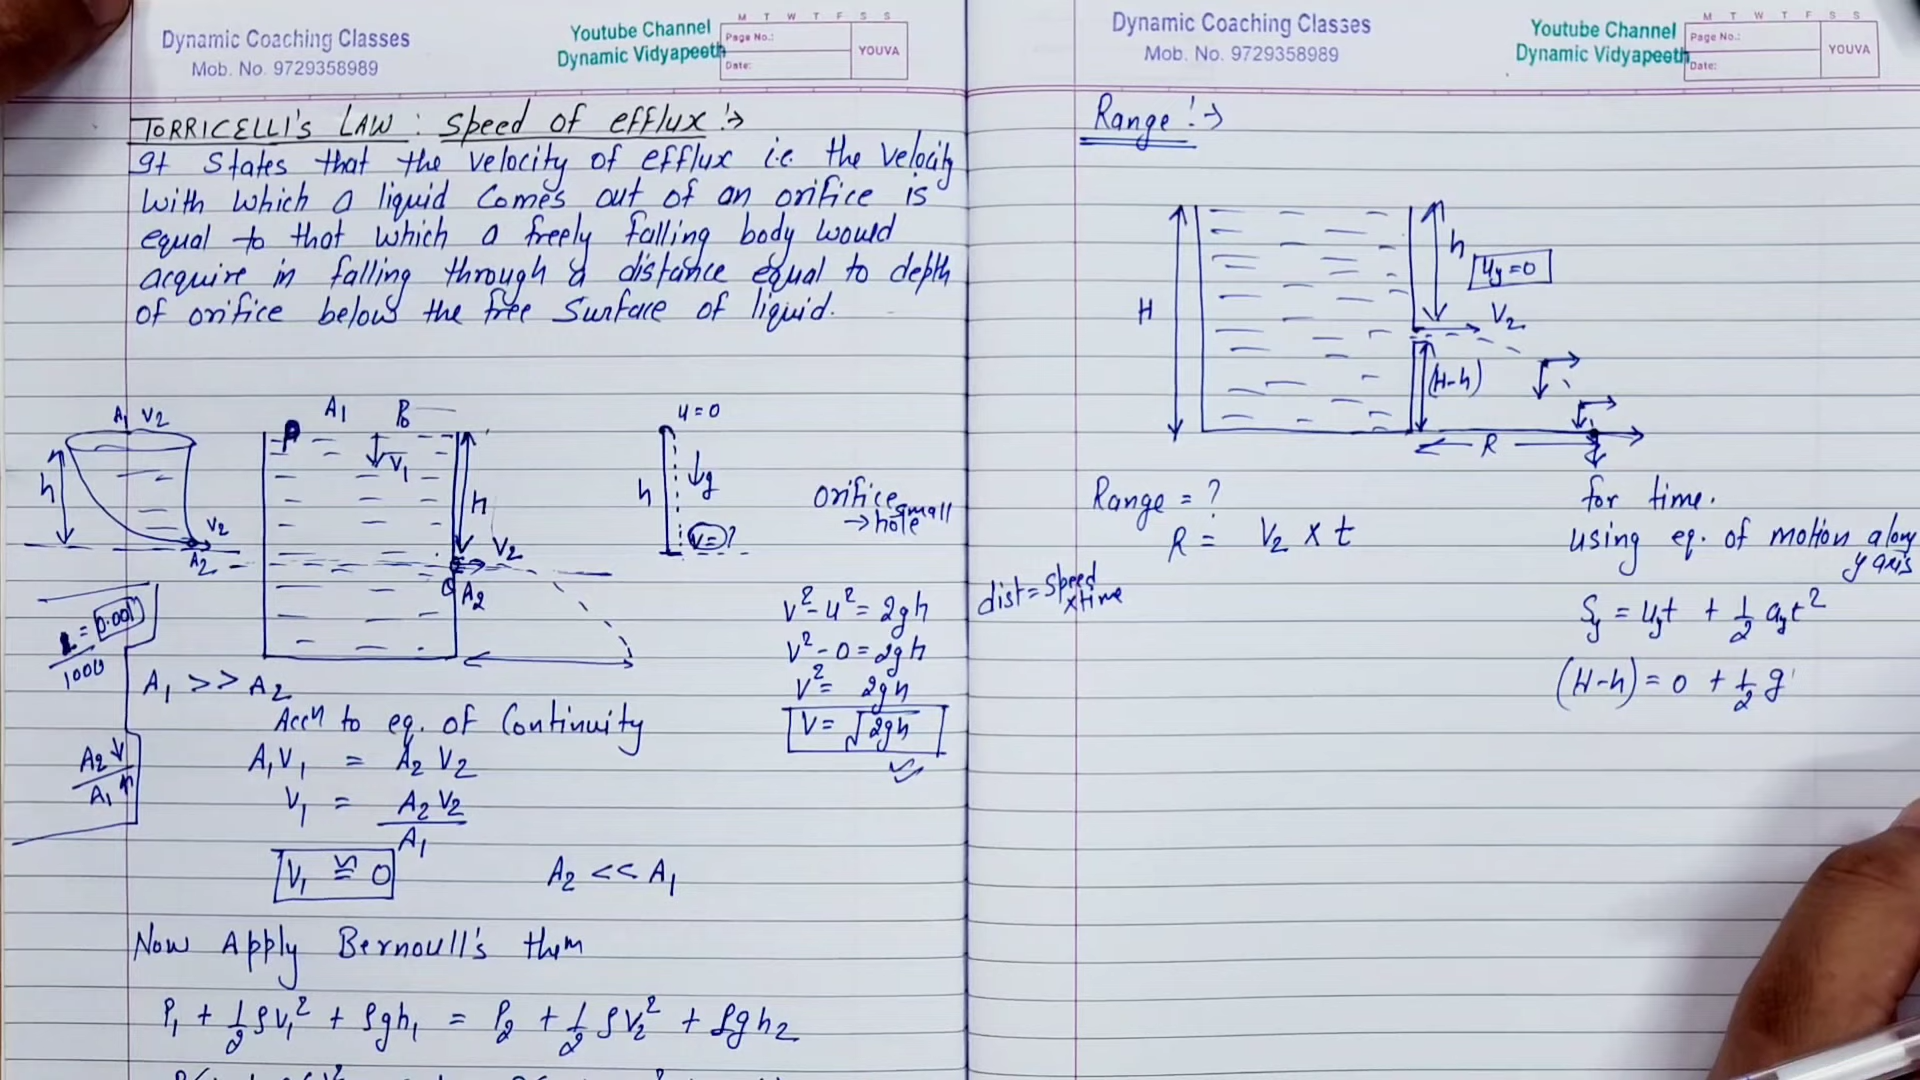 Dynamic Coaching Classes
Mob. No. 9729358989
Youtube Channel
Dynamic Vidyapeeth
M T W T F S S
Page No.:
Date:
YOUVA
TORRICELLI'S LAW : Speed of efflux :→
It states that the velocity of efflux i.e. the velocity
with which a liquid comes out of an orifice is
equal to that which a freely falling body would
acquire in falling through a distance equal to depth
of orifice below the free surface of liquid.
A1 V2
h
V2
A2
A1 P0
V1
h
V2
A2
u = 0
h
↓g
V=?
orifice small
→ hole
V² - u² = 2gh
V² - 0 = 2gh
V² = 2gh
V = √2gh
= 0.001
1000
A1 >> A2
Accn to eq. of Continuity
A1V1 = A2 V2
V1 = A2 V2
A1
A2↓
A1↑
V1 ≅ 0
A2 << A1
Now Apply Bernoull's thm
P1 + 1/2 ρv1² + ρgh1 = P2 + 1/2 ρv2² + ρgh2
Dynamic Coaching Classes
Mob. No. 9729358989
Youtube Channel
Dynamic Vidyapeeth
M T W T F S S
Page No.:
Date:
YOUVA
Range :→
H
h
uy=0
V2
(H-h)
R
Range = ?
R = V2 x t
dist = speed
x time
for time.
using eq. of motion along
y axis
Sy = uyt + 1/2 ayt²
(H-h) = 0 + 1/2 g